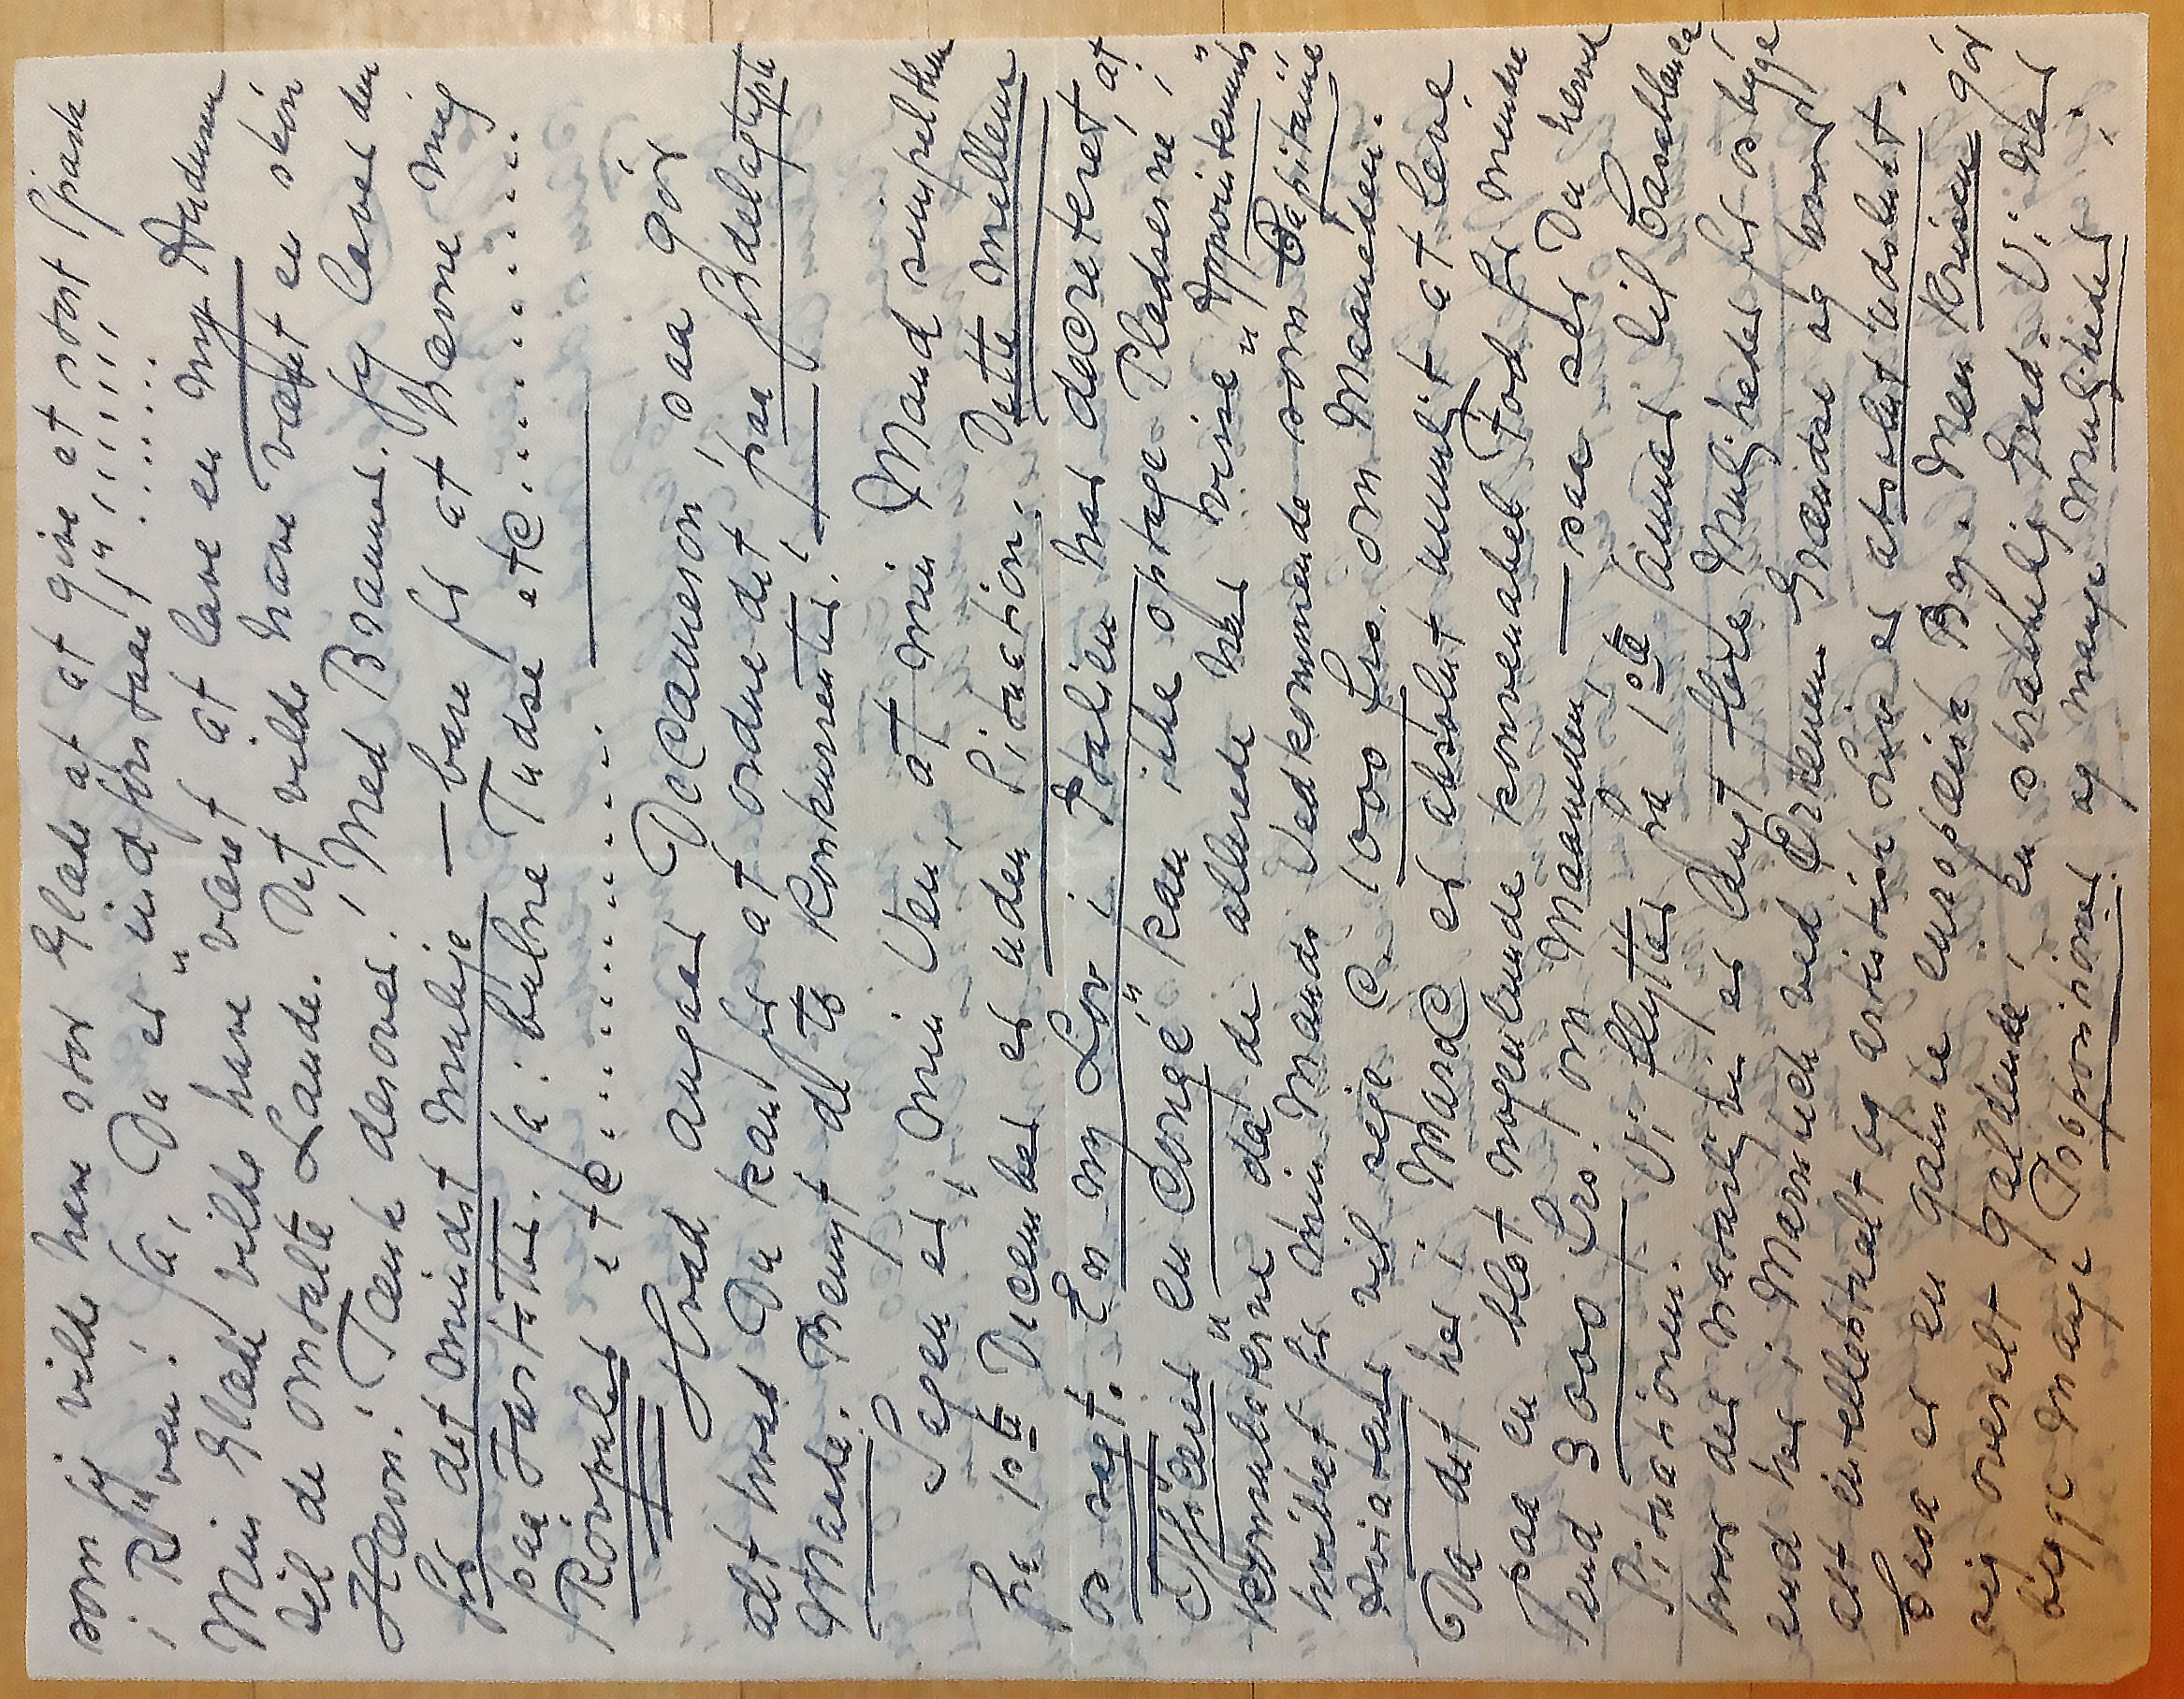 som jeg vilde have stor Glæde af at give et stort Spark
i R"ven! Ja, Du er „indforstaaet"!!!!!!!
Min Glæde vilde have været at lave en ny Andersen
til de omtalte Lande. Det vilde have været en skøn
Hævn! Tænk desover! Med Branner. Jeg laver den
for det mindst mulige — bare for at hævne mig
paa Jastatter. Ja: bulne Tudse etc............
Røvpuler etc............. ———
Hvad angaar Decameron, saa gør
alt hvad Du kan for at ordne det, paa fordelagtigste
Maade. Benyt de to Konkurrenter! ——
Sagen er, min Ven, at min Mand simpelthen
fra 1ste December er uden Situation. Dette mellem
os sagt. En ny Lov i Italien har decreteret, at
Officerer „en congé" kan ikke optage Pladserne i
Konsulaterne, da de allerede har visse „Appointements"
hvilket for min Mands Vedkommende som Capitaine
Aviateur vil sige c. 1000 frs. om Maaneden.
Da det her i Maroc er absolut umuligt at leve
paa en blot nogenlunde konvenabel Fod for mindre
end 3000 frs. om Maaneden, — saa ser Du herved
Situationen. Vi flytter fra 1ste Januar til Casablanca,
hvor der naturligvis er langt flere Muligheder for os begge
end her i Marrakech ved Ørkenens Grændse og hvor
alt intellektuelt og artistisk Liv er absolut udslukt.
Casa er en ganske europæisk By. Men Krisen gør
sig overalt gældende i en skrækkelig Grad. Vi har
begge mange Propositioner og mange Muligheder i